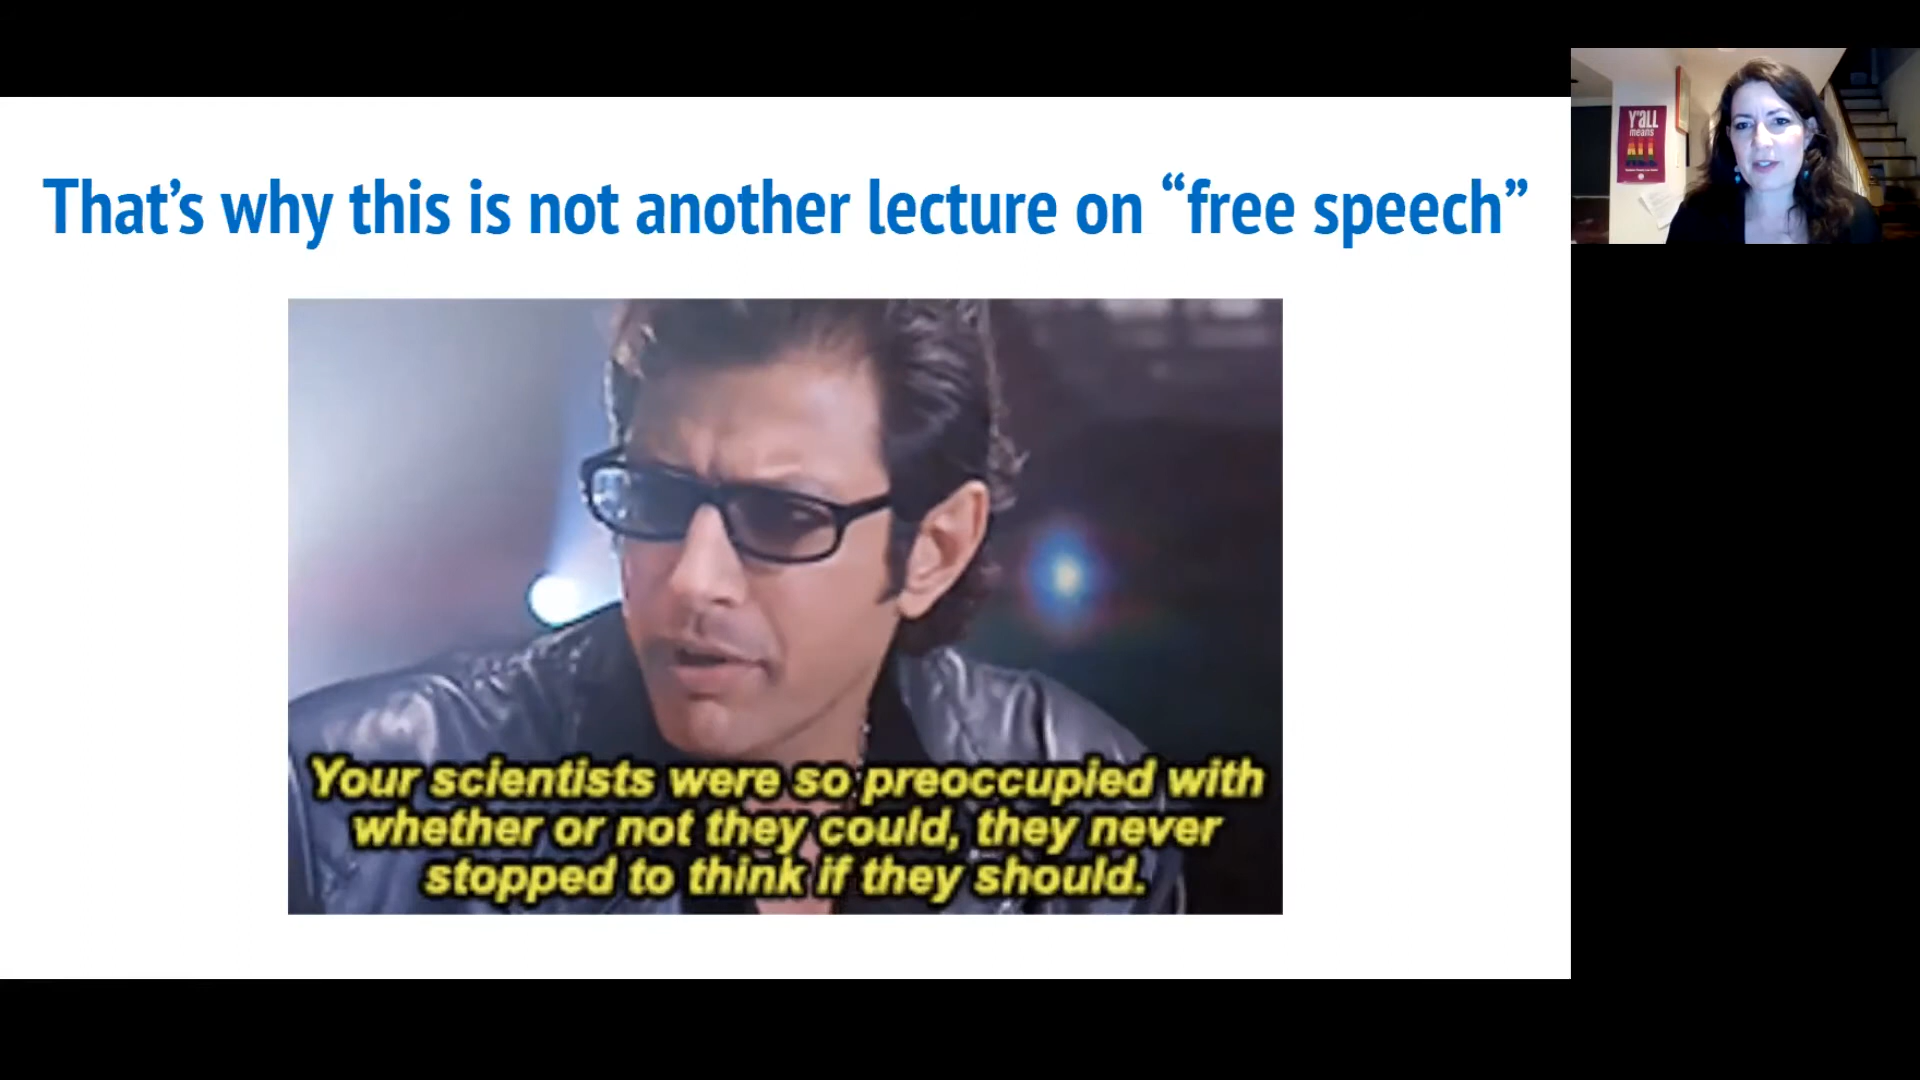 That’s why this is not another lecture on “free speech”
Your scientists were so preoccupied with
whether or not they could, they never
stopped to think if they should.
Y'ALL
means
ALL